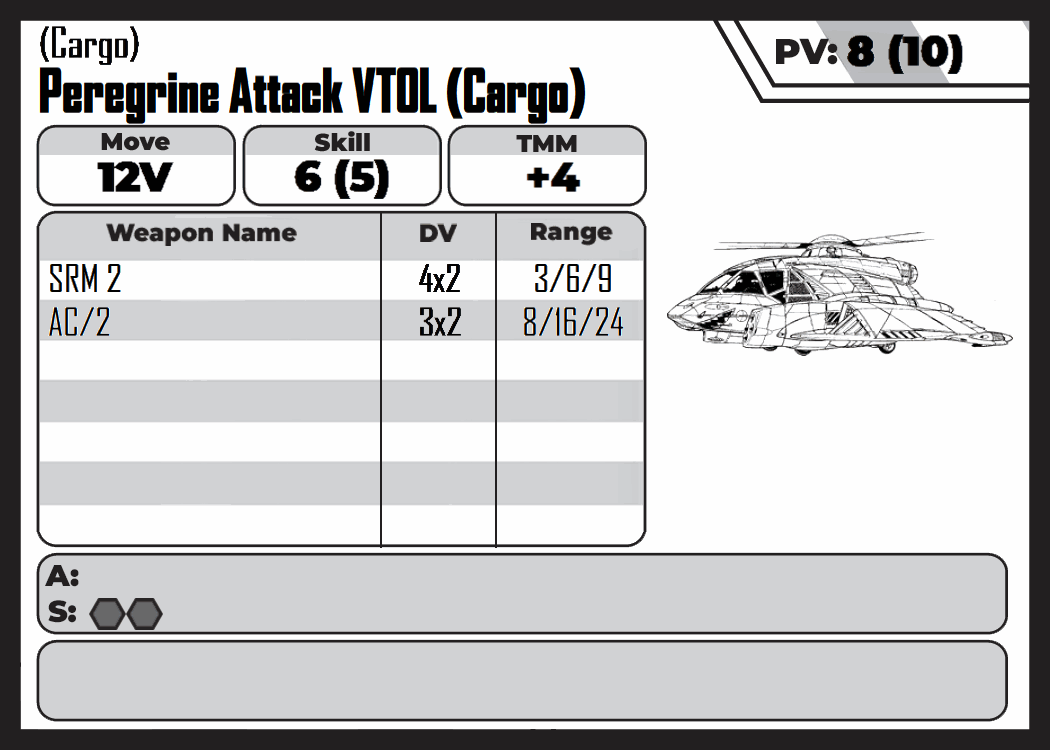 (Cargo)
PV: 8 (10)
Peregrine Attack VTOL (Cargo)
Move Skill TMM
12V 6 (5) +4
Weapon Name DV Range
SRM 2 4x2 3/6/9
AC/2 3x2 8/16/24
A:
S: